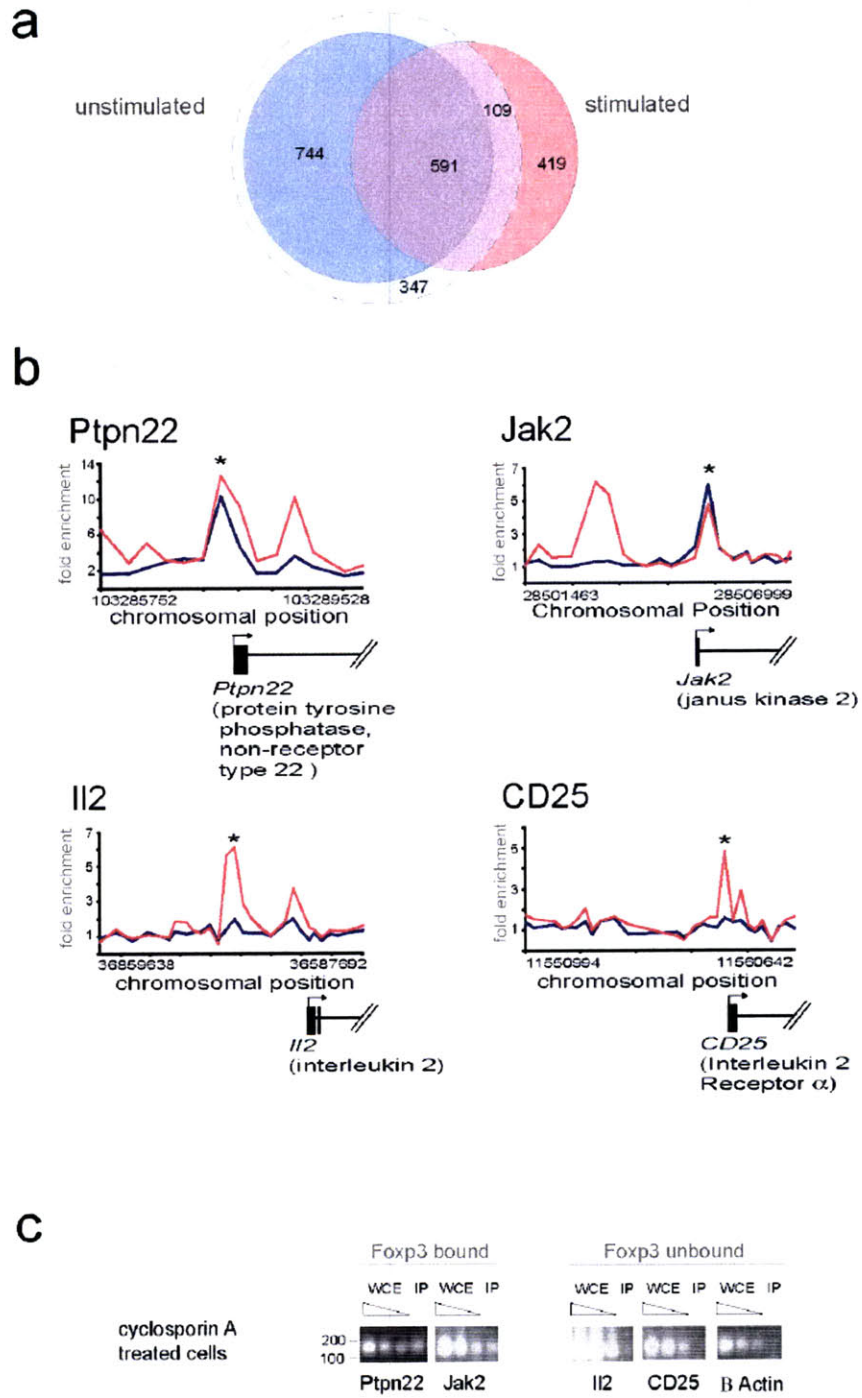 a
unstimulated
stimulated
744
591
109
419
347
b
Ptpn22
*
fold enrichment
14
10
6
2
103285752 103289528
chromosomal position
Ptpn22
(protein tyrosine
phosphatase,
non-receptor
type 22 )
Jak2
*
fold enrichment
7
5
3
1
28501463 28506999
Chromosomal Position
Jak2
(janus kinase 2)
Il2
*
fold enrichment
7
5
3
1
36859638 36587692
chromosomal position
Il2
(interleukin 2)
CD25
*
fold enrichment
5
3
1
11550994 11560642
chromosomal position
CD25
(Interleukin 2
Receptor α)
c
Foxp3 bound Foxp3 unbound
WCE IP WCE IP WCE IP WCE IP WCE IP
cyclosporin A
treated cells
200
100
Ptpn22 Jak2 Il2 CD25 B Actin